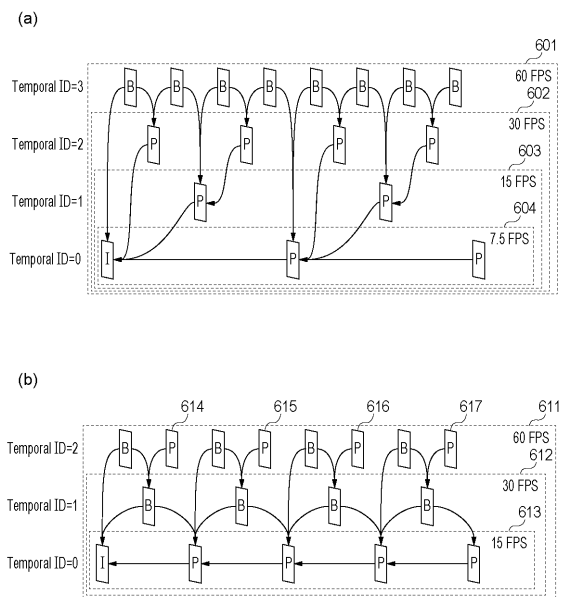 (a)
601
Temporal ID=3 B B B B B B B B 60 FPS
602
Temporal ID=2 P P P P 30 FPS
603
Temporal ID=1 P P 15 FPS
604
7.5 FPS
Temporal ID=0 I P P
(b)
614 615 616 617 611
60 FPS
Temporal ID=2 B P B P B P B P
612
30 FPS
Temporal ID=1 B B B B
613
15 FPS
Temporal ID=0 I P P P P